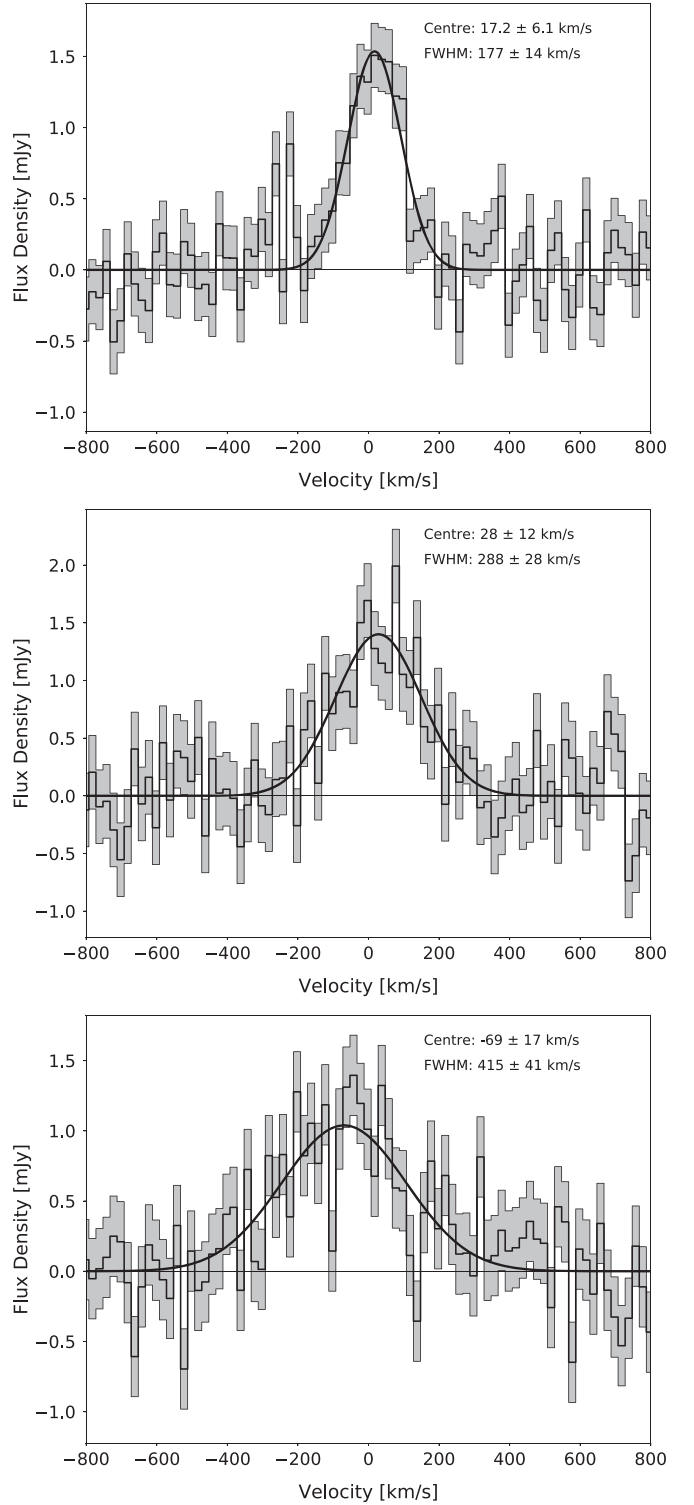 Centre: 17.2 ± 6.1 km/s
FWHM: 177 ± 14 km/s
1.5
1.0
0.5
0.0
−0.5
−1.0
Flux Density [mJy]
−800 −600 −400 −200 0 200 400 600 800
Velocity [km/s]
Centre: 28 ± 12 km/s
FWHM: 288 ± 28 km/s
2.0
1.5
1.0
0.5
0.0
−0.5
−1.0
Flux Density [mJy]
−800 −600 −400 −200 0 200 400 600 800
Velocity [km/s]
Centre: -69 ± 17 km/s
FWHM: 415 ± 41 km/s
1.5
1.0
0.5
0.0
−0.5
−1.0
Flux Density [mJy]
−800 −600 −400 −200 0 200 400 600 800
Velocity [km/s]